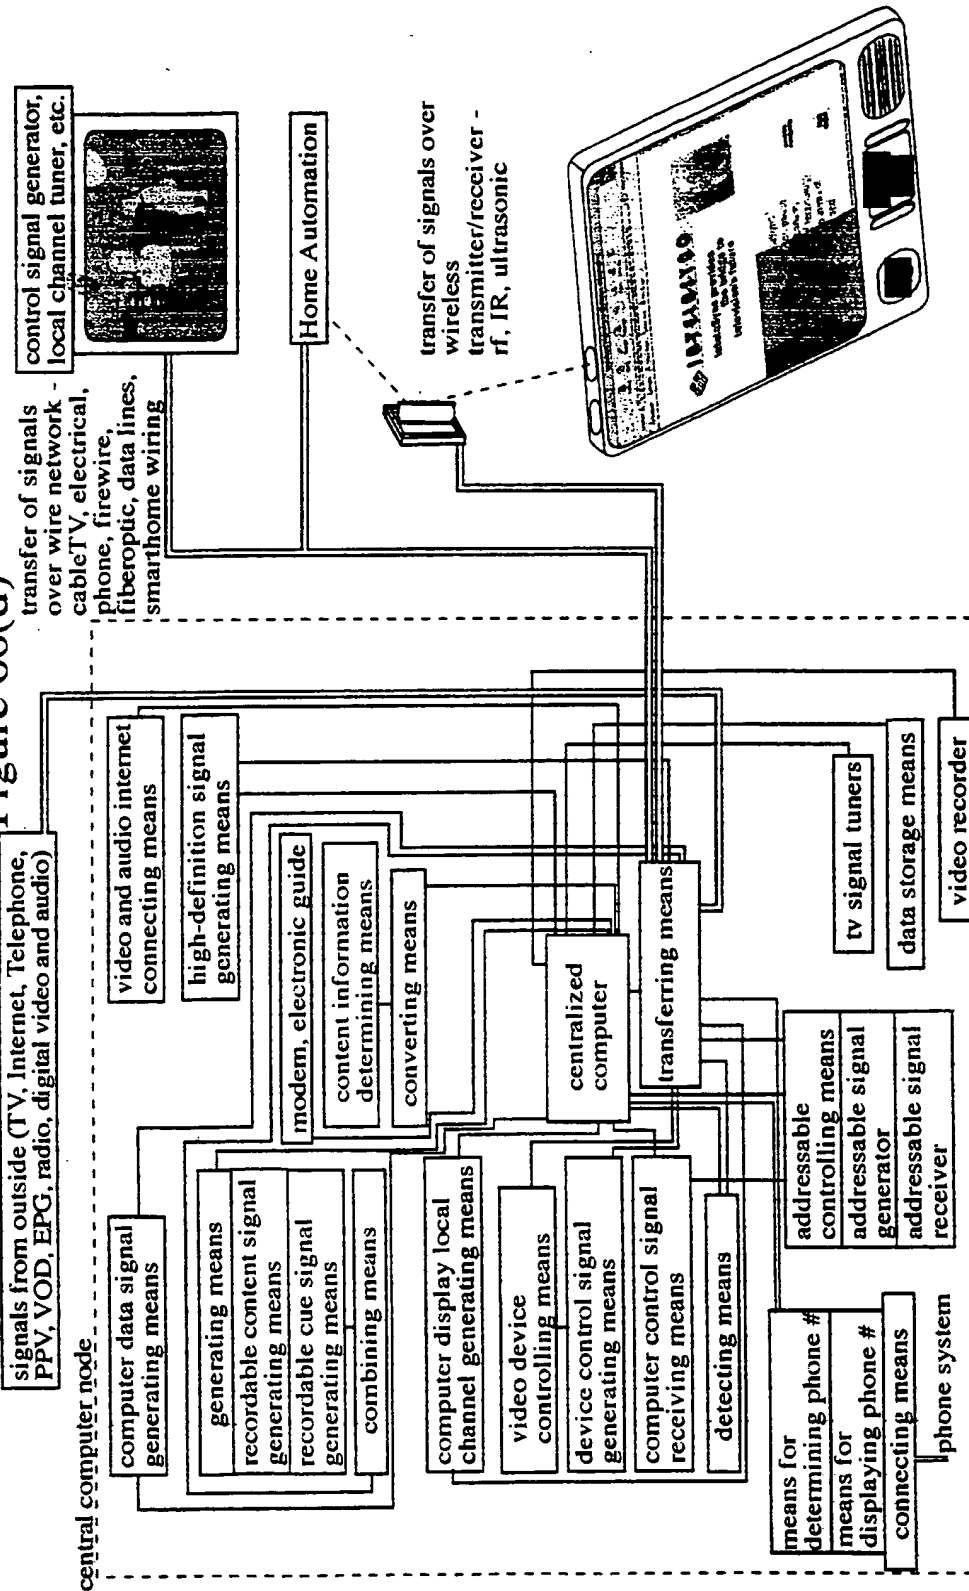 Figure 60(d)
signals from outside (TV, Internet, Telephone,
PPV, VOD, EPG, radio, digital video and audio)
central computer node
computer data signal
generating means
generating means
recordable content signal
generating means
recordable cue signal
generating means
combining means
computer display local
channel generating means
video device
controlling means
device control signal
generating means
computer control signal
receiving means
detecting means
means for
determining phone #
means for
displaying phone #
connecting means
phone system
addressable
controlling means
addressable signal
generator
addressable signal
receiver
video and audio internet
connecting means
high-definition signal
generating means
modem, electronic guide
content information
determining means
converting means
centralized
computer
transferring means
tv signal tuners
data storage means
video recorder
transfer of signals
over wire network -
cableTV, electrical,
phone, firewire,
fiberoptic, data lines,
smarthome wiring
control signal generator,
local channel tuner, etc.
Home Automation
transfer of signals over
wireless
transmitter/receiver -
rf, IR, ultrasonic
the bridge to
television's future